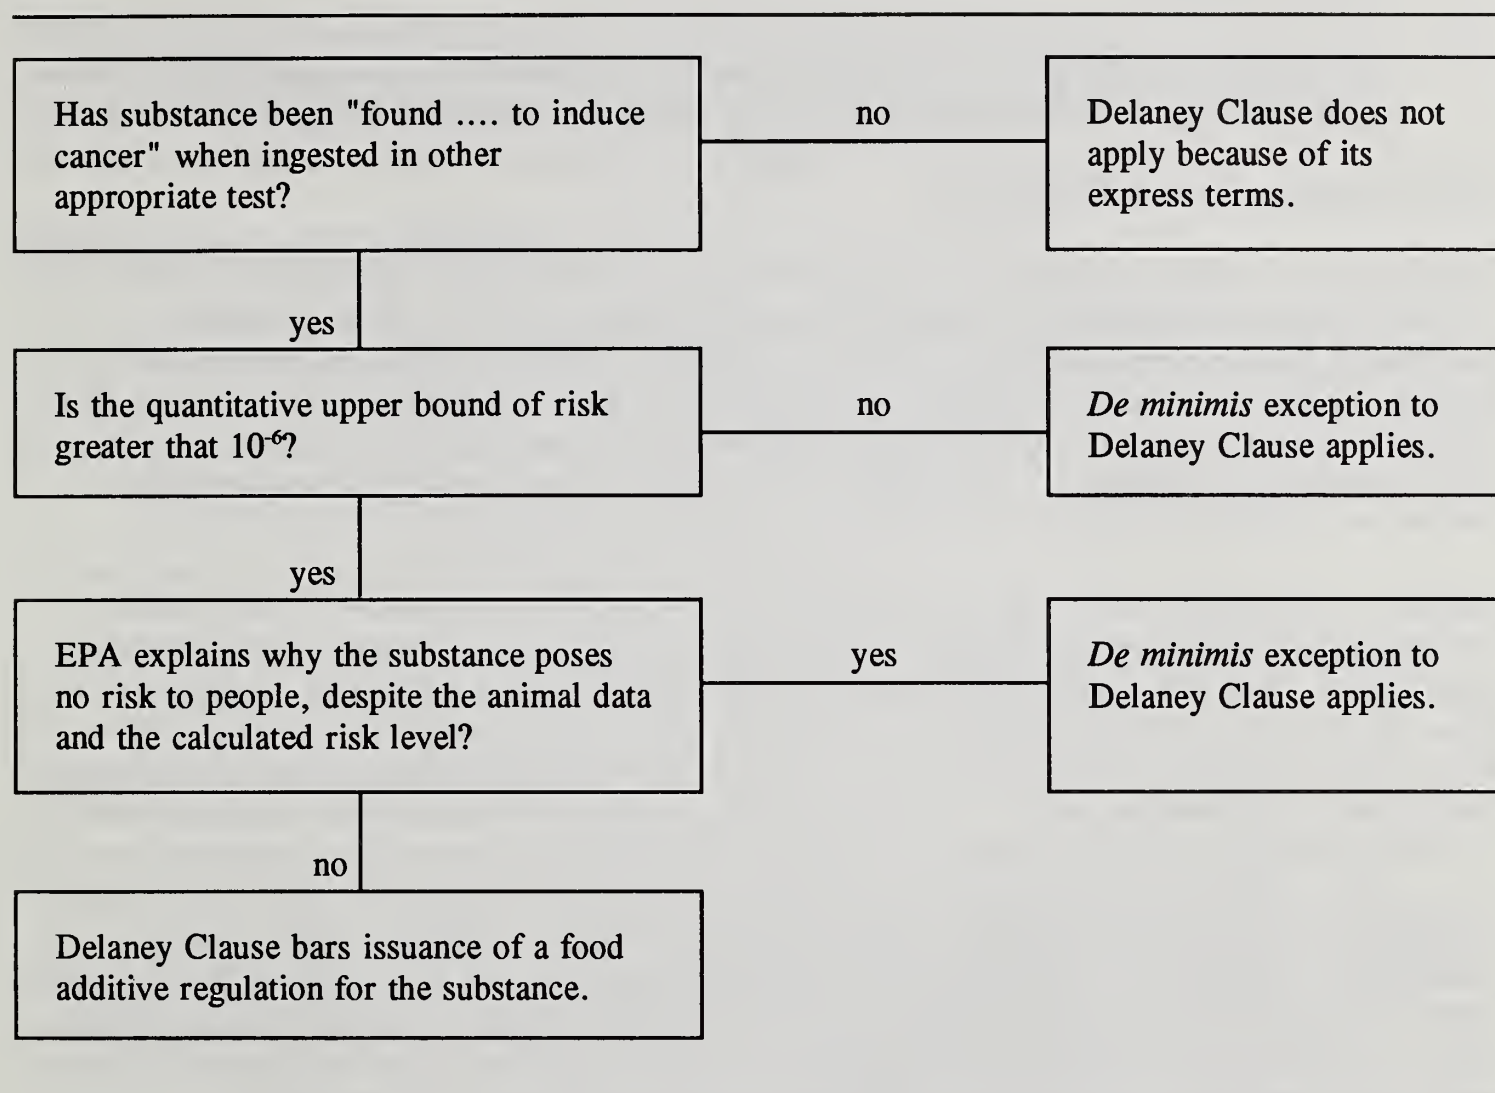 Has substance been "found .... to induce
cancer" when ingested in other
appropriate test?
no
Delaney Clause does not
apply because of its
express terms.
yes
Is the quantitative upper bound of risk
greater that 10⁻⁶?
no
De minimis exception to
Delaney Clause applies.
yes
EPA explains why the substance poses
no risk to people, despite the animal data
and the calculated risk level?
yes
De minimis exception to
Delaney Clause applies.
no
Delaney Clause bars issuance of a food
additive regulation for the substance.